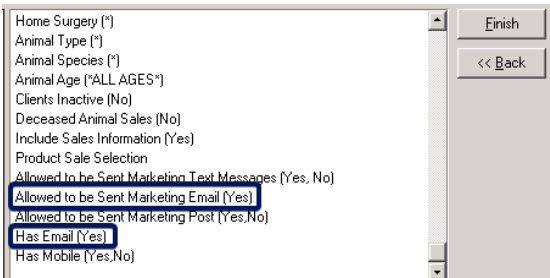 Home Surgery (*)
Finish
Animal Type (*)
Animal Species (*)
<< Back
Animal Age (*ALL AGES*)
Clients Inactive (No)
Deceased Animal Sales (No)
Include Sales Information (Yes)
Product Sale Selection
Allowed to be Sent Marketing Text Messages (Yes, No)
Allowed to be Sent Marketing Email (Yes)
Allowed to be Sent Marketing Post (Yes,No)
Has Email (Yes)
Has Mobile (Yes,No)